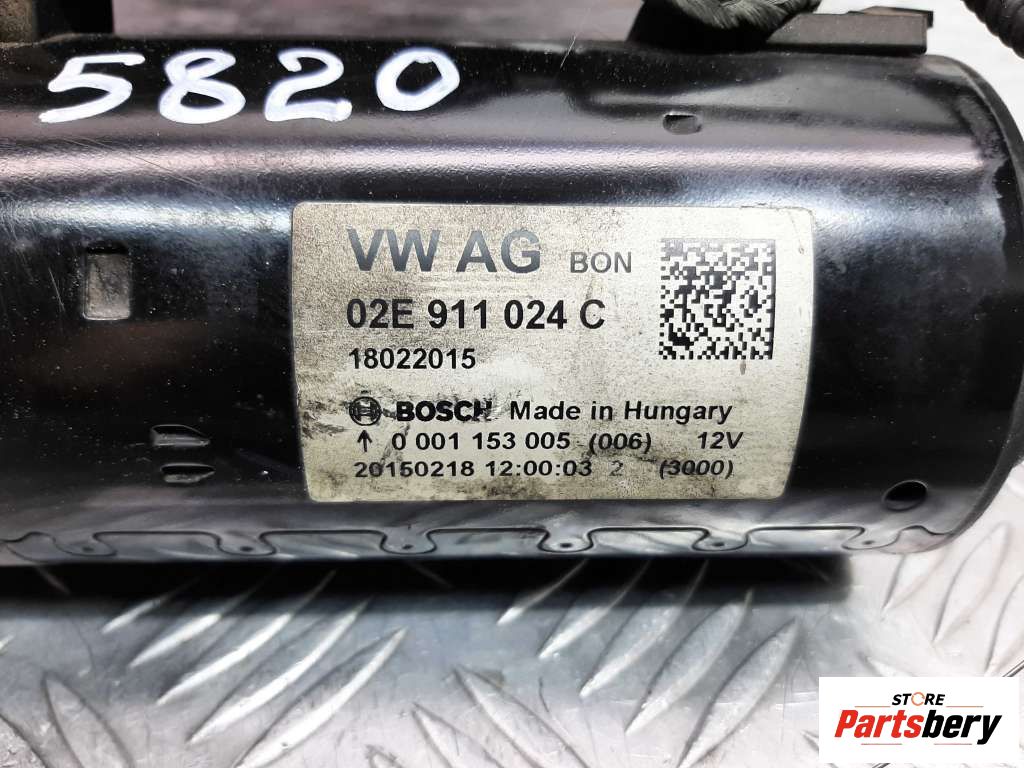 5820
VW AG BON
02E 911 024 C
18022015
BOSCH Made in Hungary
↑ 0 001 153 005 (006) 12V
20150218 12:00:03 2 (3000)
STORE
Partsbery